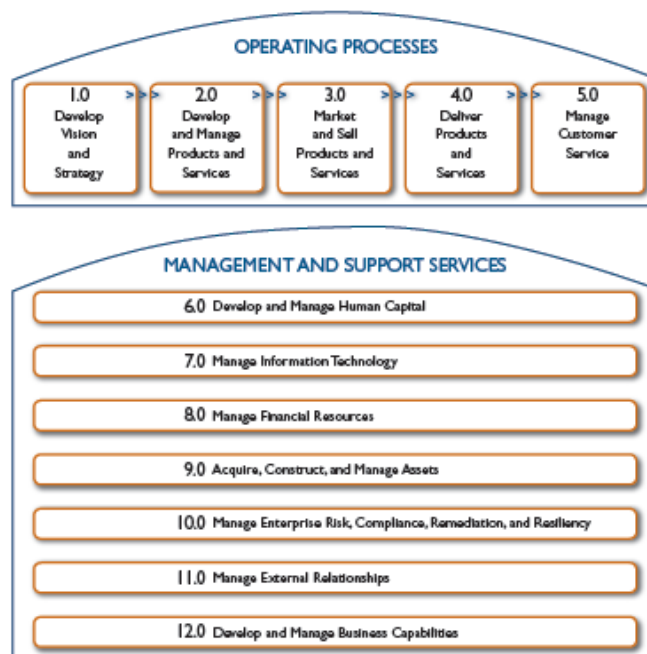 OPERATING PROCESSES
1.0 >>> 2.0 >>> 3.0 >>> 4.0 >>> 5.0
Develop
Vision
and
Strategy
Develop
and Manage
Products and
Services
Market
and Sell
Products and
Services
Deliver
Products
and
Services
Manage
Customer
Service
MANAGEMENT AND SUPPORT SERVICES
6.0 Develop and Manage Human Capital
7.0 Manage Information Technology
8.0 Manage Financial Resources
9.0 Acquire, Construct, and Manage Assets
10.0 Manage Enterprise Risk, Compliance, Remediation, and Resiliency
11.0 Manage External Relationships
12.0 Develop and Manage Business Capabilities